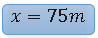 x = 75m